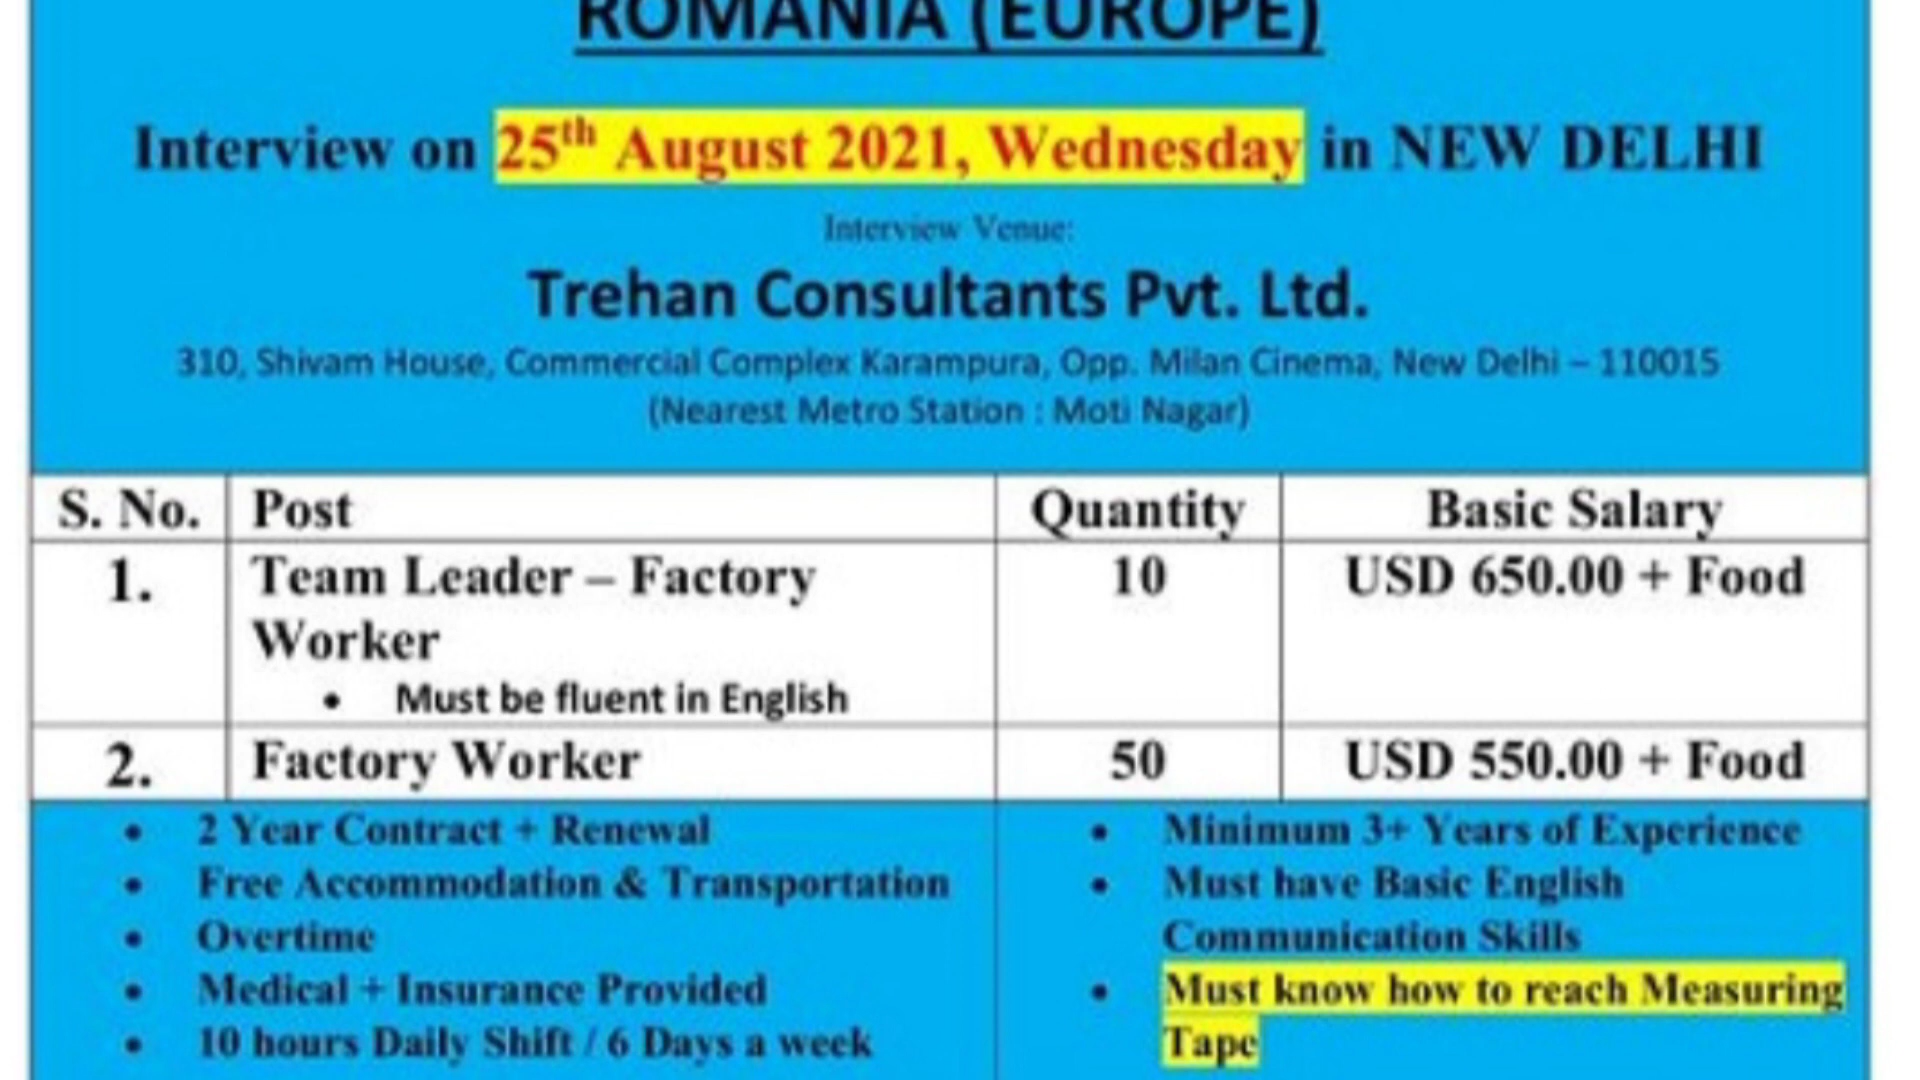 ROMANIA (EUROPE)
Interview on 25th August 2021, Wednesday in NEW DELHI
Interview Venue:
Trehan Consultants Pvt. Ltd.
310, Shivam House, Commercial Complex Karampura, Opp. Milan Cinema, New Delhi – 110015
(Nearest Metro Station : Moti Nagar)
S. No. Post Quantity Basic Salary
1. Team Leader – Factory 10 USD 650.00 + Food
Worker
• Must be fluent in English
2. Factory Worker 50 USD 550.00 + Food
• 2 Year Contract + Renewal
• Free Accommodation & Transportation
• Overtime
• Medical + Insurance Provided
• 10 hours Daily Shift / 6 Days a week
• Minimum 3+ Years of Experience
• Must have Basic English
Communication Skills
• Must know how to reach Measuring
Tape